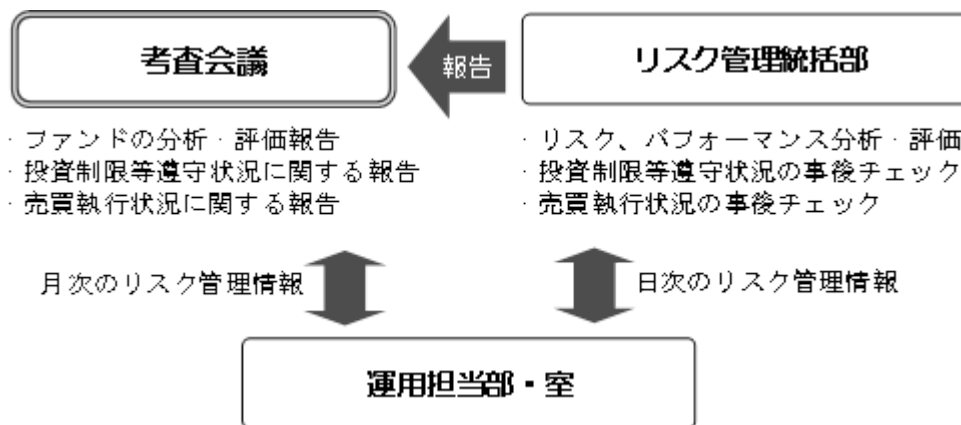 考査会議
報告
リスク管理統括部
・ファンドの分析・評価報告
・投資制限等遵守状況に関する報告
・売買執行状況に関する報告
・リスク、パフォーマンス分析・評価
・投資制限等遵守状況の事後チェック
・売買執行状況の事後チェック
月次のリスク管理情報
日次のリスク管理情報
運用担当部・室